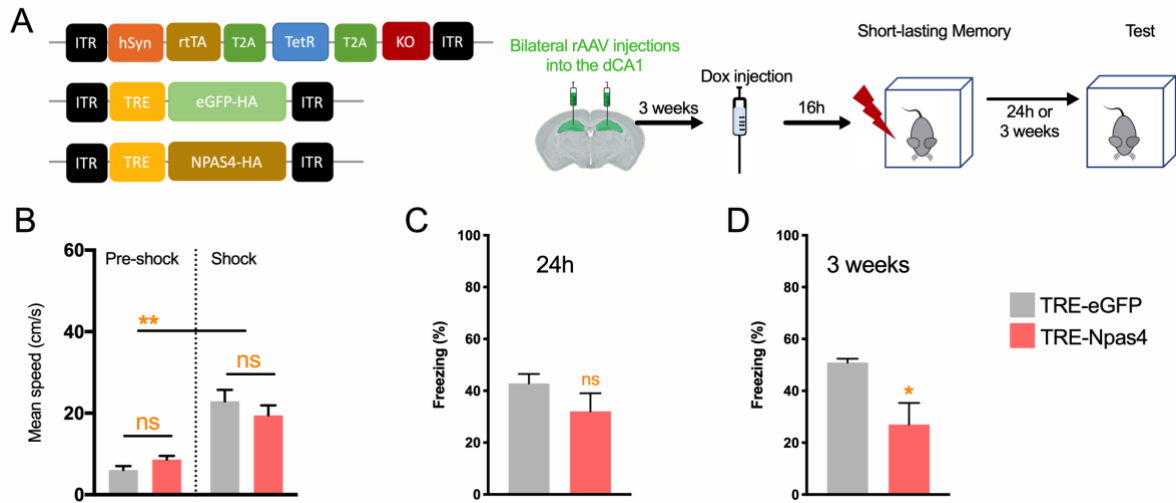 A
ITR hSyn rtTA T2A TetR T2A KO ITR
ITR TRE eGFP-HA ITR
ITR TRE NPAS4-HA ITR
Bilateral rAAV injections
into the dCA1
3 weeks
Dox injection
16h
Short-lasting Memory
24h or
3 weeks
Test
B
Mean speed (cm/s)
60
40
20
0
Pre-shock
Shock
**
ns
ns
C
Freezing (%)
100
80
60
40
20
0
24h
ns
D
Freezing (%)
100
80
60
40
20
0
3 weeks
*
TRE-eGFP
TRE-Npas4